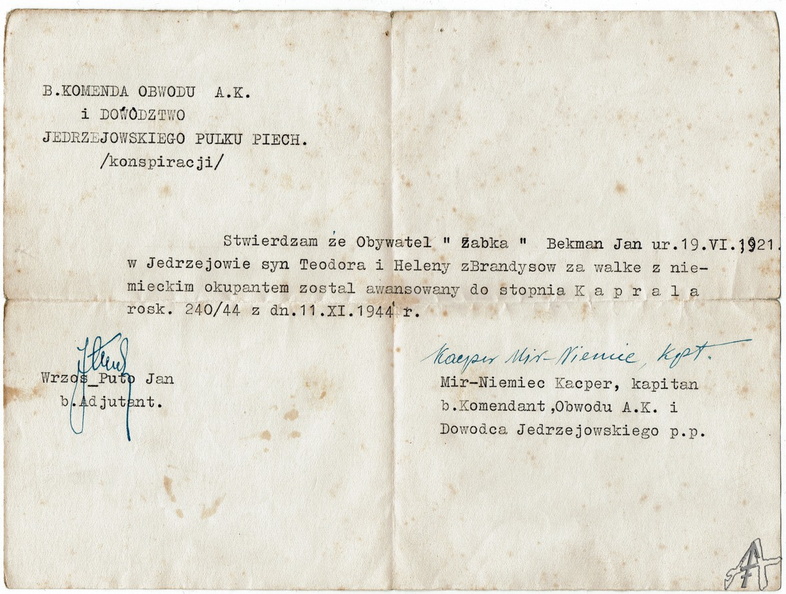 B.KOMENDA OBWODU A.K.
i DOWÓDZTWO
JEDRZEJOWSKIEGO PULKU PIECH.
/konspiracji/
Stwierdzam że Obywatel " Żabka " Bekman Jan ur.19.VI.1921.
w Jedrzejowie syn Teodora i Heleny zBrandysow za walke z nie-
mieckim okupantem zostal awansowany do stopnia K a p r a l a
rosk. 240/44 z dn.11.XI.1944 r.
Kacper Mir-Niemiec, kpt.
Wrzos_Puto Jan
b.Adjutant.
Mir-Niemiec Kacper, kapitan
b.Komendant,Obwodu A.K. i
Dowodca Jedrzejowskiego p.p.